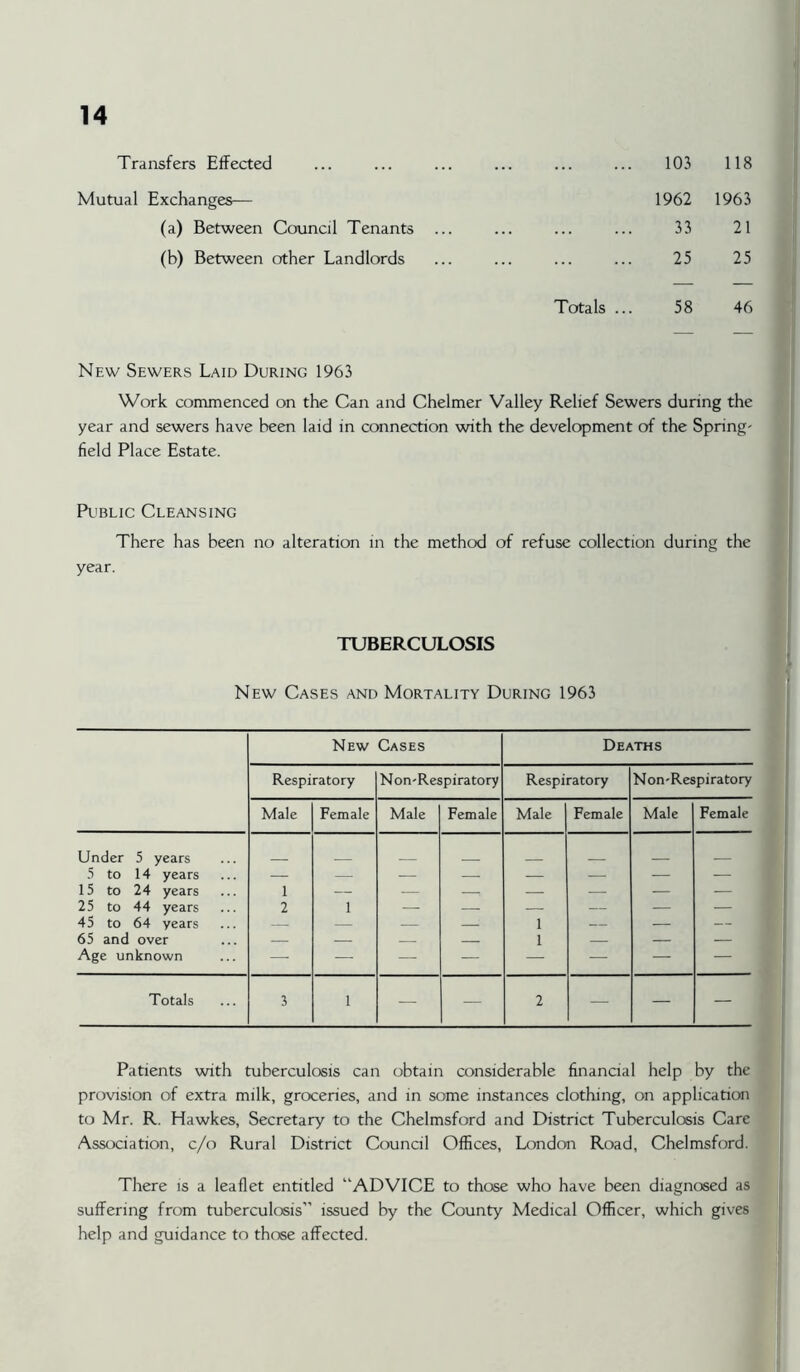 14
Transfers Effected ... ... ... ... ... ... 103 118
Mutual Exchanges— 1962 1963
(a) Between Council Tenants ... ... ... ... 33 21
(b) Between other Landlords ... ... ... ... 25 25
— —
Totals ... 58 46
— —
New Sewers Laid During 1963
Work commenced on the Can and Chelmer Valley Relief Sewers during the
year and sewers have been laid in connection with the development of the Spring-
field Place Estate.
Public Cleansing
There has been no alteration in the method of refuse collection during the
year.
TUBERCULOSIS
New Cases and Mortality During 1963
New Cases Deaths
Respiratory Non-Respiratory Respiratory Non-Respiratory
Male Female Male Female Male Female Male Female
Under 5 years ... — — — — — — — —
5 to 14 years ... — — — — — — — —
15 to 24 years ... 1 — — — — — — —
25 to 44 years ... 2 1 — — — — — —
45 to 64 years ... — — — — 1 — — —
65 and over ... — — — — 1 — — —
Age unknown ... — — — — — — — —
Totals ... 3 1 — — 2 — — —
Patients with tuberculosis can obtain considerable financial help by the
provision of extra milk, groceries, and in some instances clothing, on application
to Mr. R. Hawkes, Secretary to the Chelmsford and District Tuberculosis Care
Association, c/o Rural District Council Offices, London Road, Chelmsford.
There is a leaflet entitled “ADVICE to those who have been diagnosed as
suffering from tuberculosis” issued by the County Medical Officer, which gives
help and guidance to those affected.